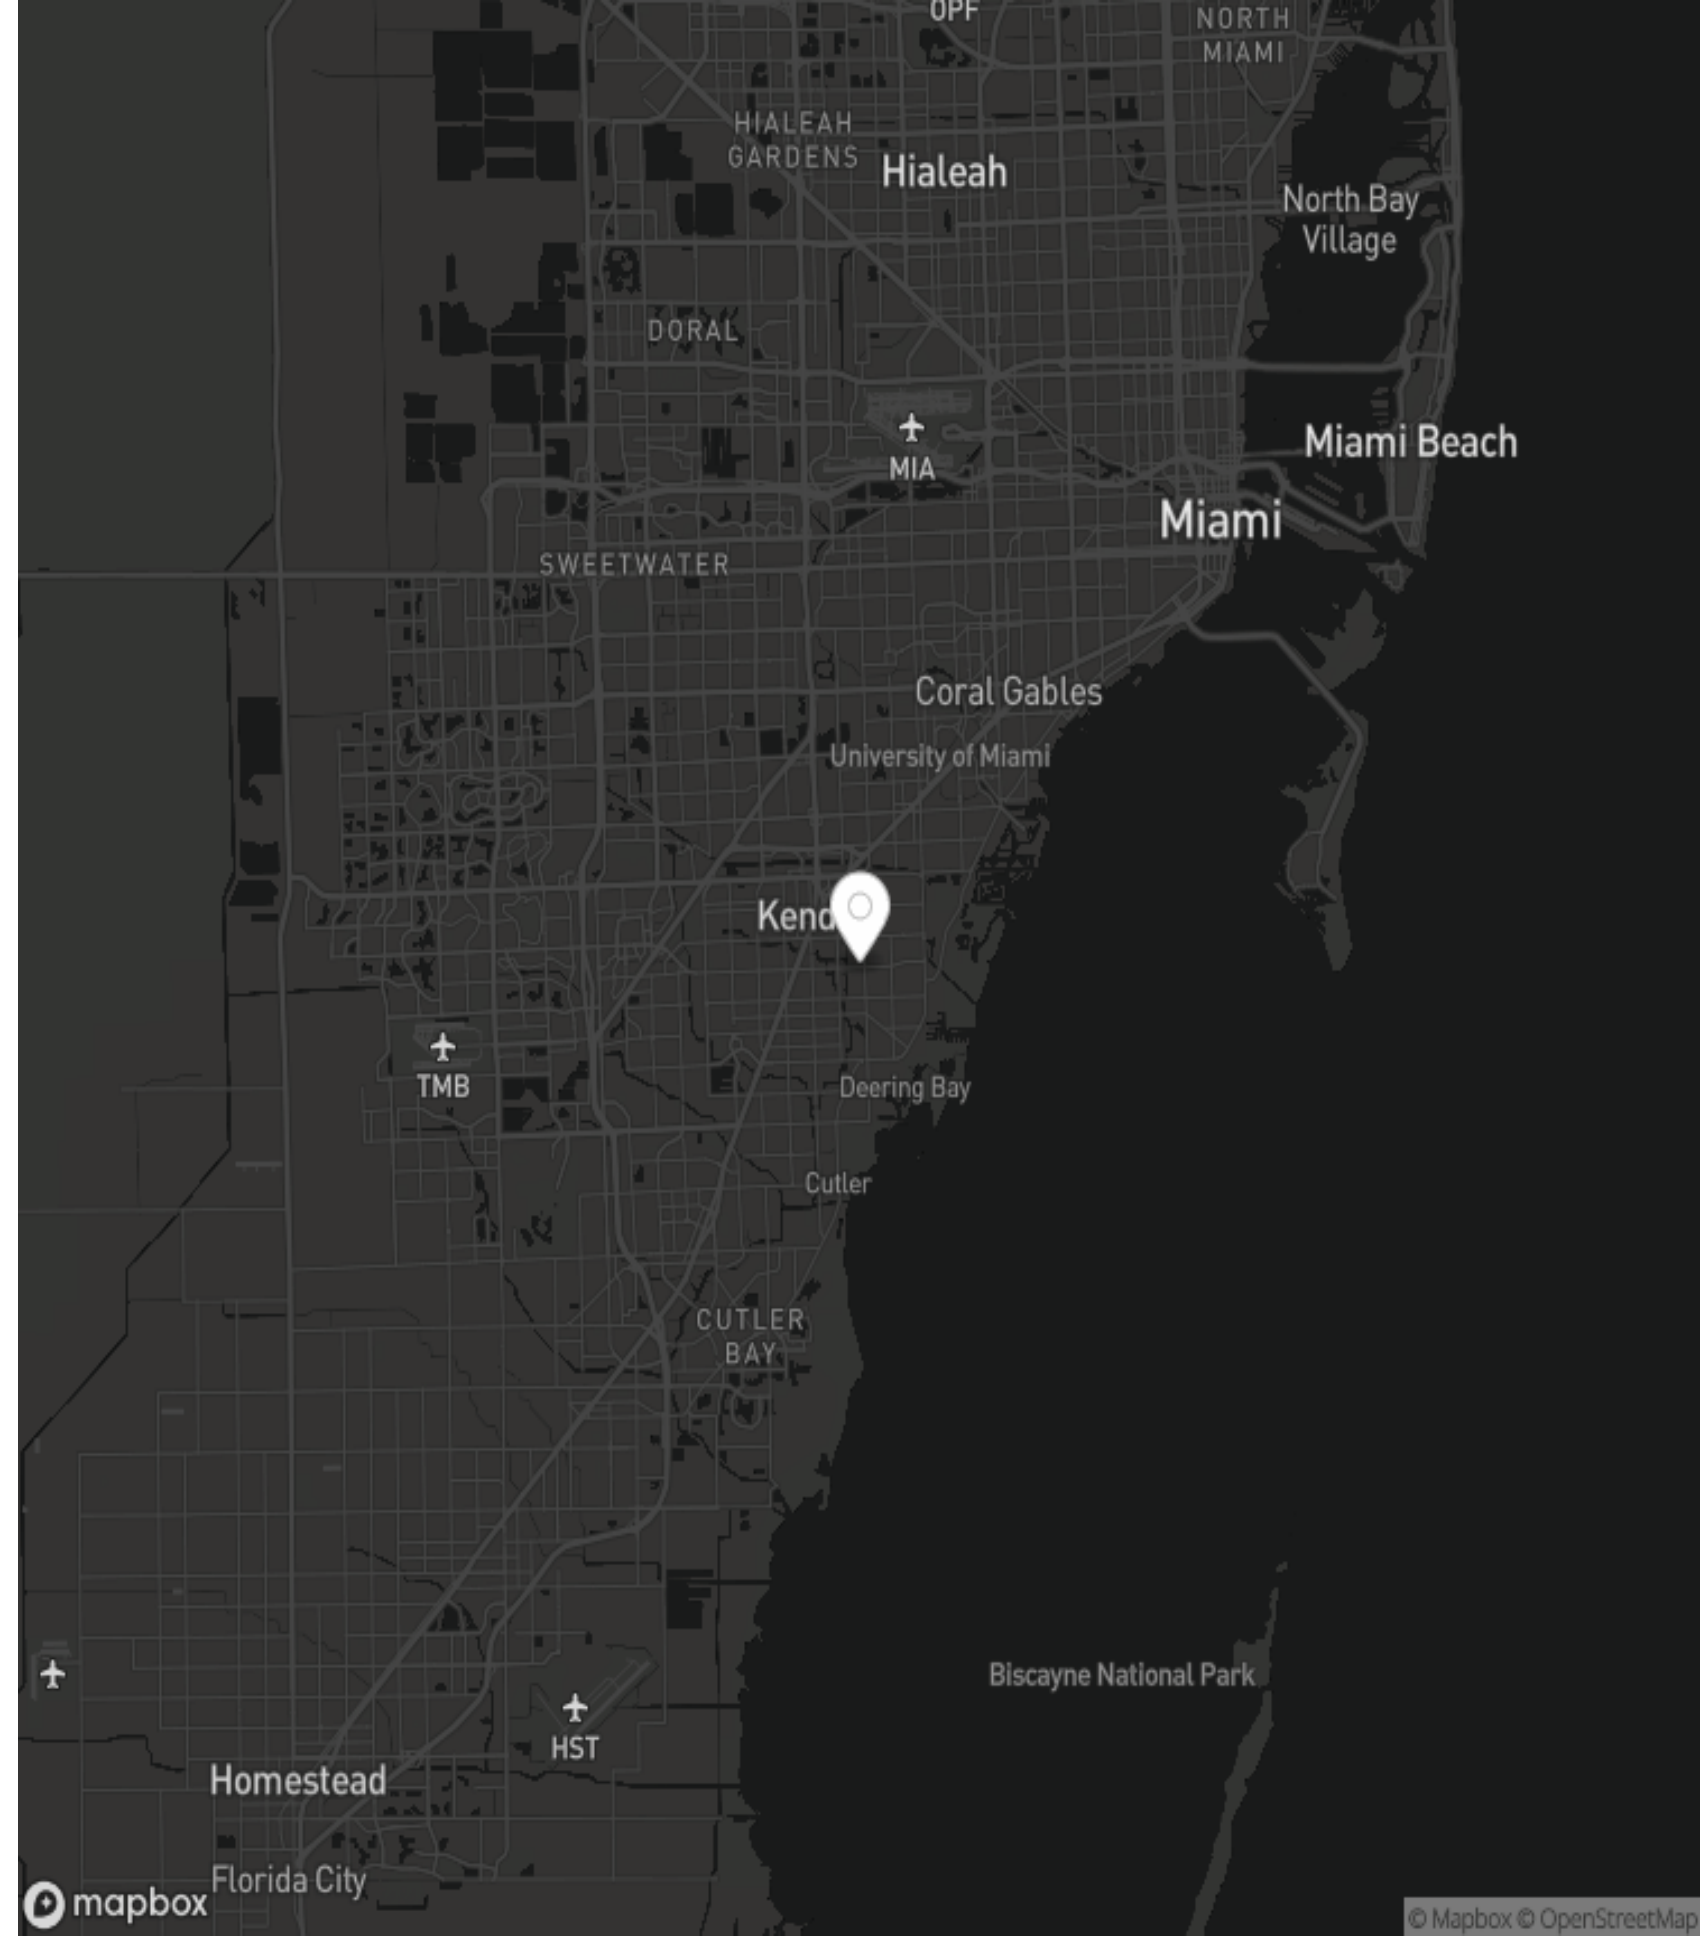 OPF
NORTH
MIAMI
HIALEAH
GARDENS
Hialeah
North Bay
Village
DORAL
Miami Beach
MIA
Miami
SWEETWATER
Coral Gables
University of Miami
Kend
TMB
Deering Bay
Cutler
CUTLER
BAY
Biscayne National Park
HST
Homestead
Florida City
mapbox
© Mapbox © OpenStreetMap